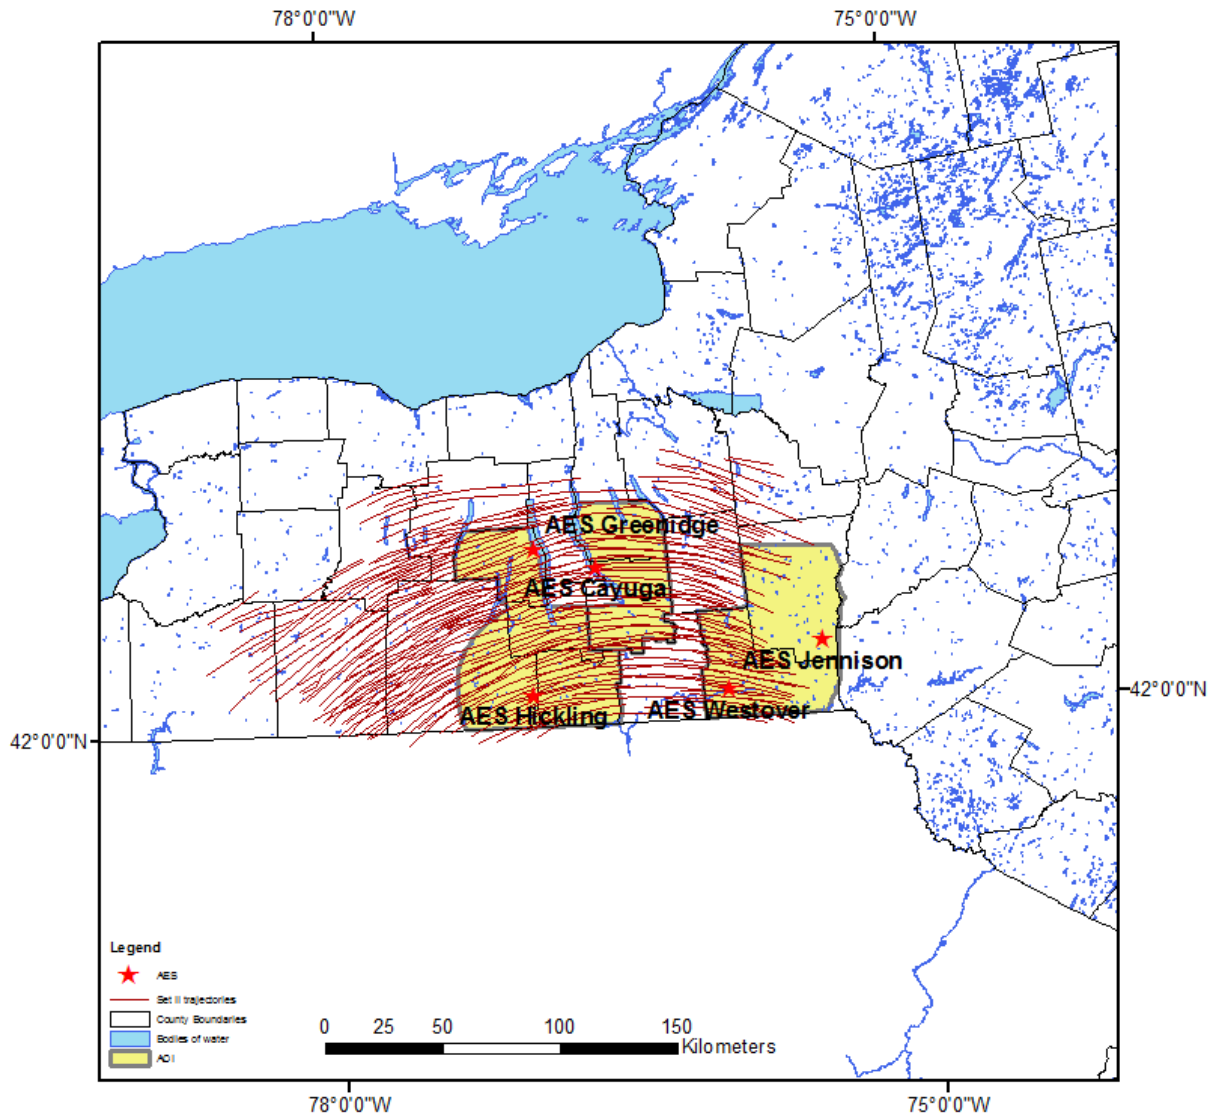 78°0'0"W
75°0'0"W
AES Greenidge
AES Cayuga
AES Jennison
42°0'0"N
AES Westover
AES Hickling
42°0'0"N
Legend
AES
Set II trajectories
County Boundaries
Bodies of water
AOI
0 25 50 100 150
Kilometers
78°0'0"W
75°0'0"W